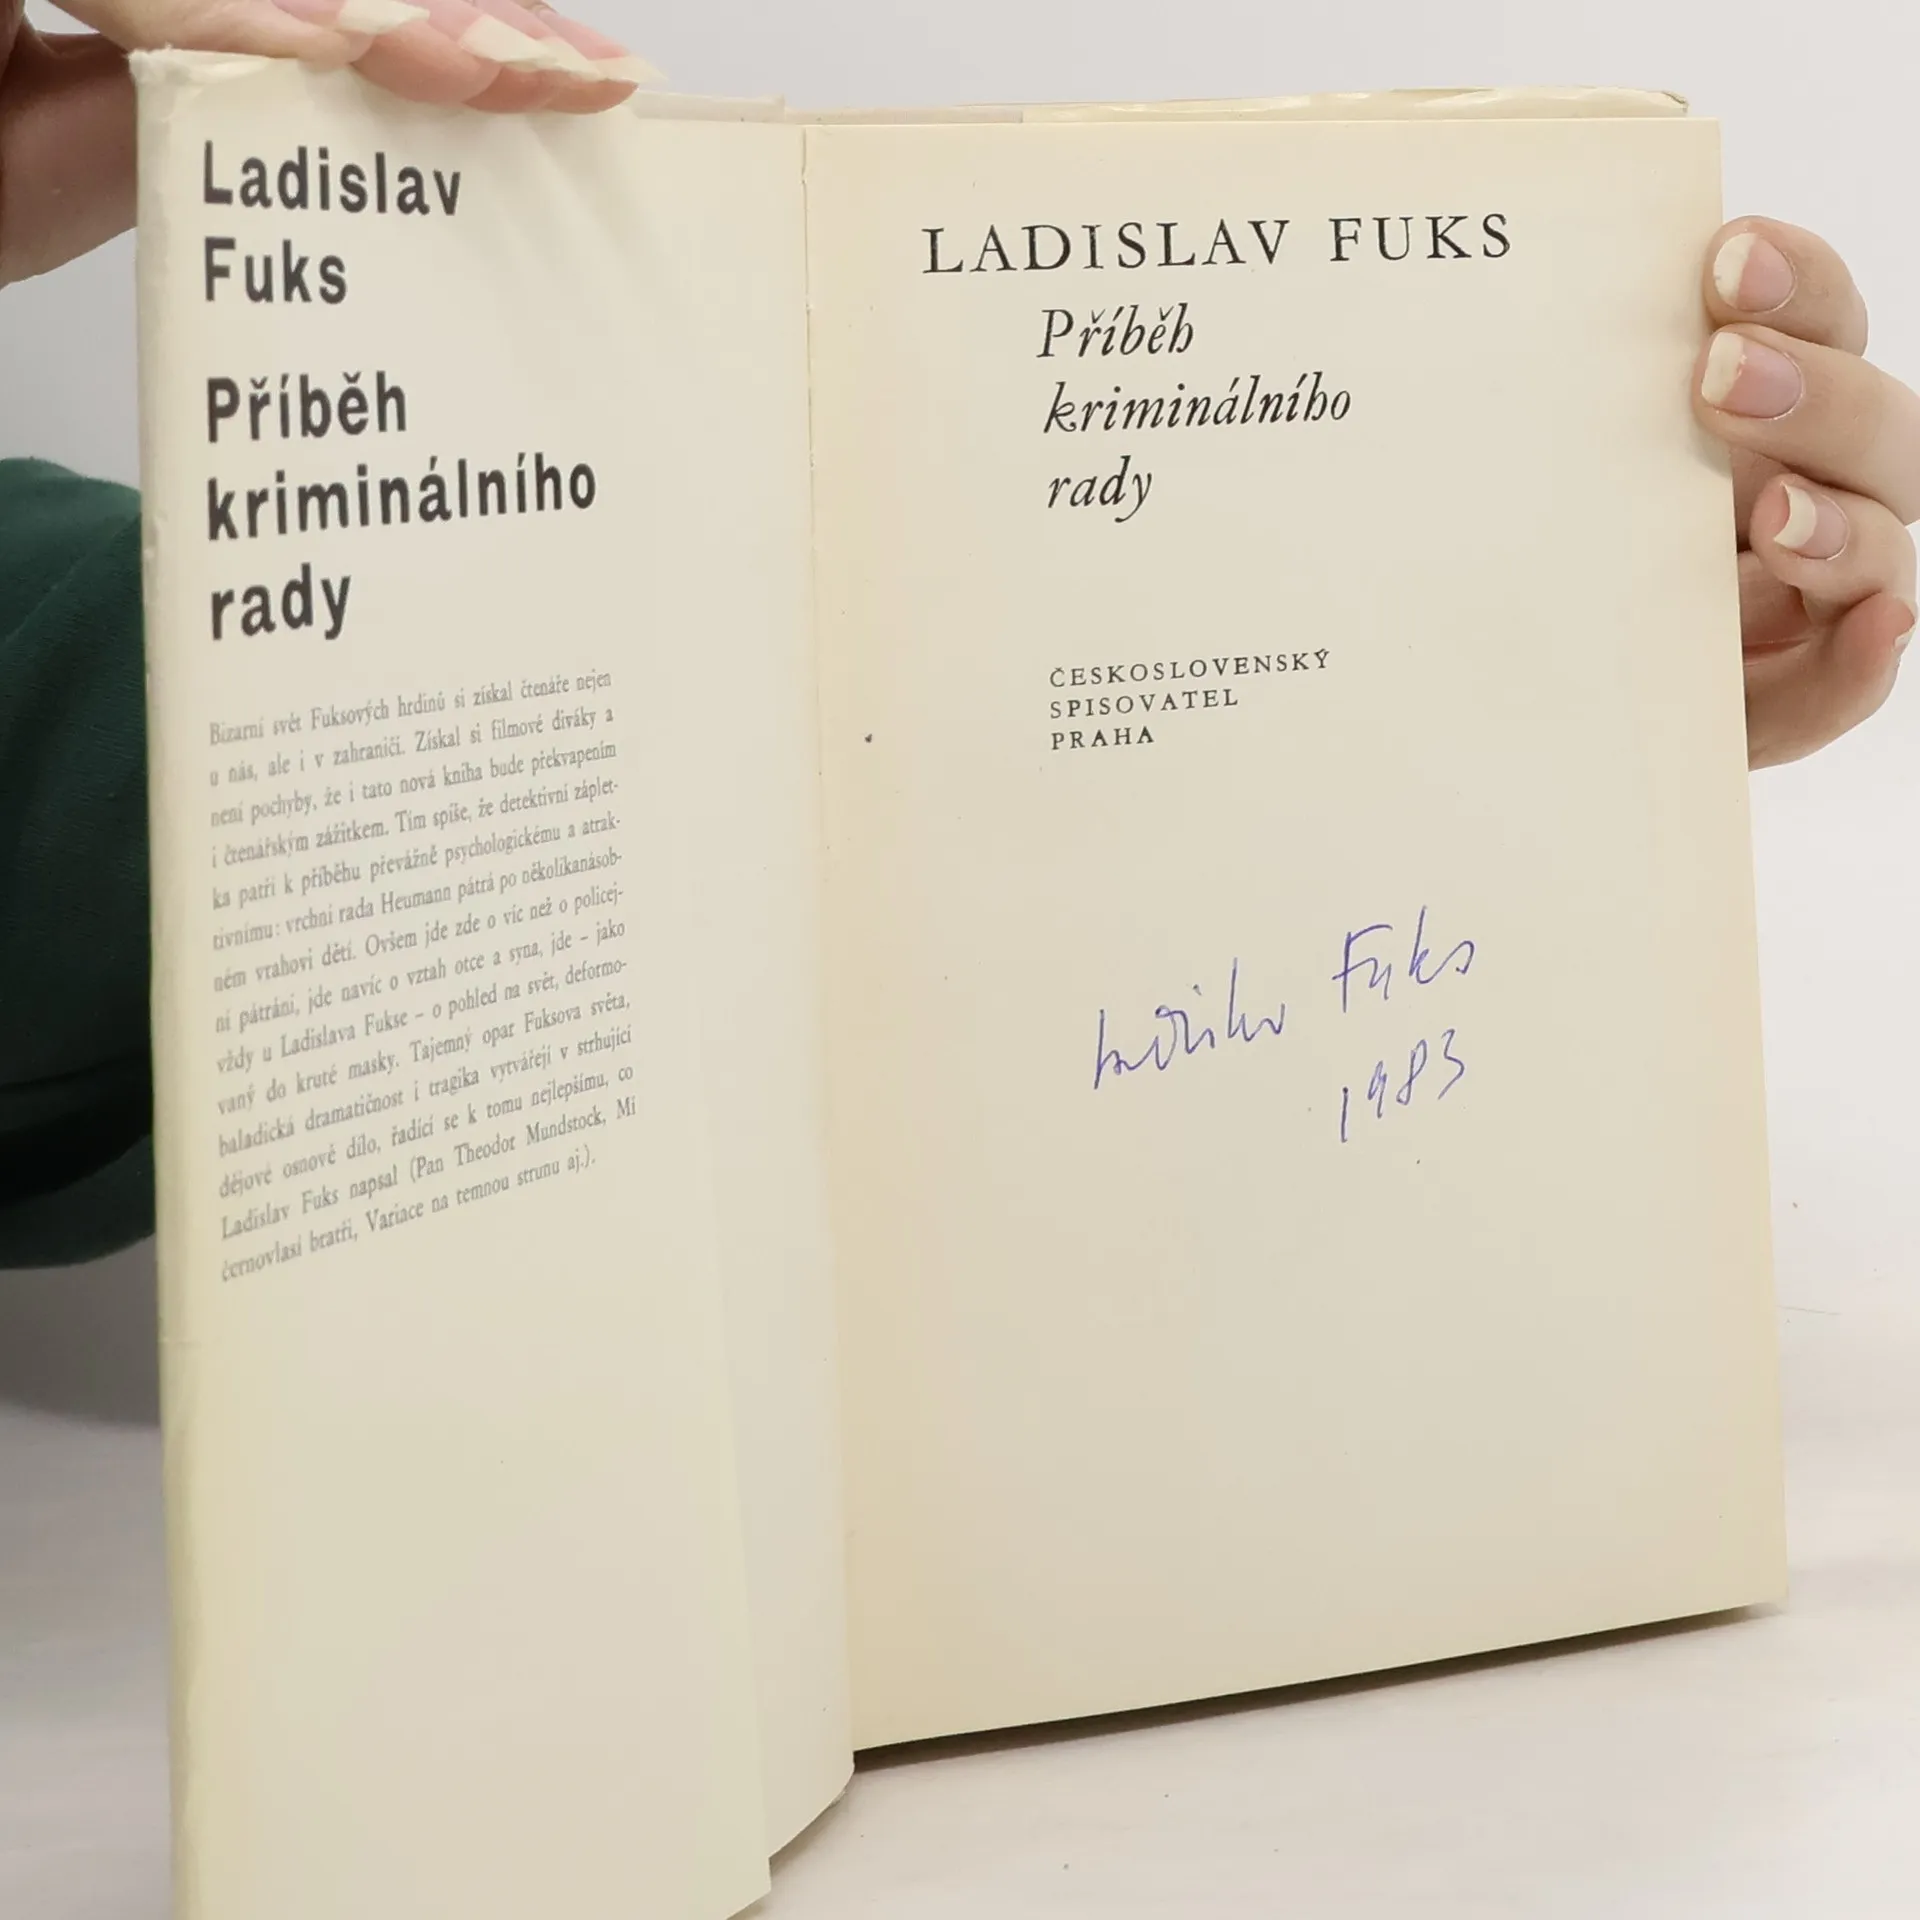 Ladislav
Fuks
Příběh
kriminálního
rady
Bizarní svět Fuksových hrdinů si získal čtenáře nejen
u nás, ale i v zahraničí. Získal si filmové diváky a
není pochyby, že i tato nová kniha bude překvapením
i čtenářským zážitkem. Tím spíše, že detektivní záplet-
ka patří k příběhu převážně psychologickému a atrak-
tivnímu: vrchní rada Heumann pátrá po několikanásob-
ném vrahovi dětí. Ovšem jde zde o víc než o policej-
ní pátrání, jde navíc o vztah otce a syna, jde – jako
vždy u Ladislava Fukse – o pohled na svět, deformo-
vaný do kruté masky. Tajemný opar Fuksova světa,
baladická dramatičnost i tragika vytvářejí v strhující
dějové osnově dílo, řadící se k tomu nejlepšímu, co
Ladislav Fuks napsal (Pan Theodor Mundstock, Mí
černovlasí bratři, Variace na temnou strunu aj.).
LADISLAV FUKS
Příběh
kriminálního
rady
ČESKOSLOVENSKÝ
SPISOVATEL
PRAHA
Ladislav Fuks
1983